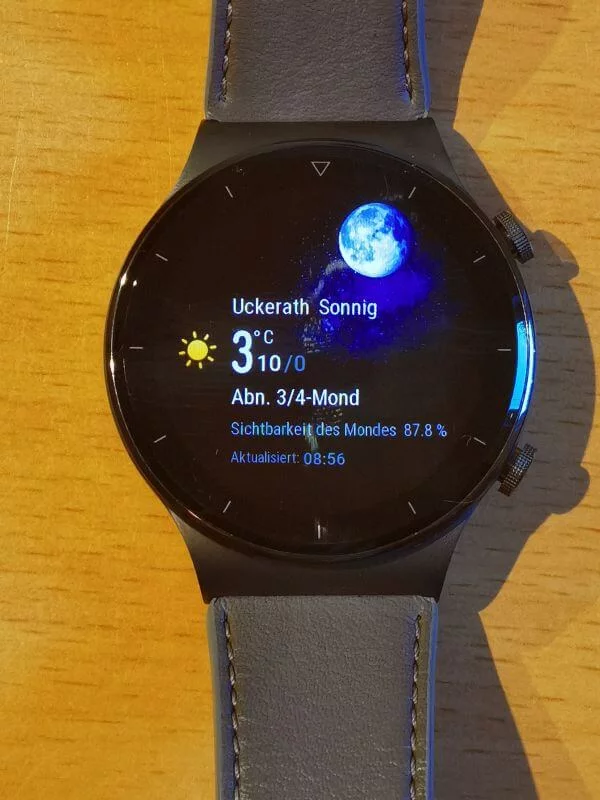 Uckerath Sonnig
3°C
10/0
Abn. 3/4-Mond
Sichtbarkeit des Mondes 87.8 %
Aktualisiert: 08:56